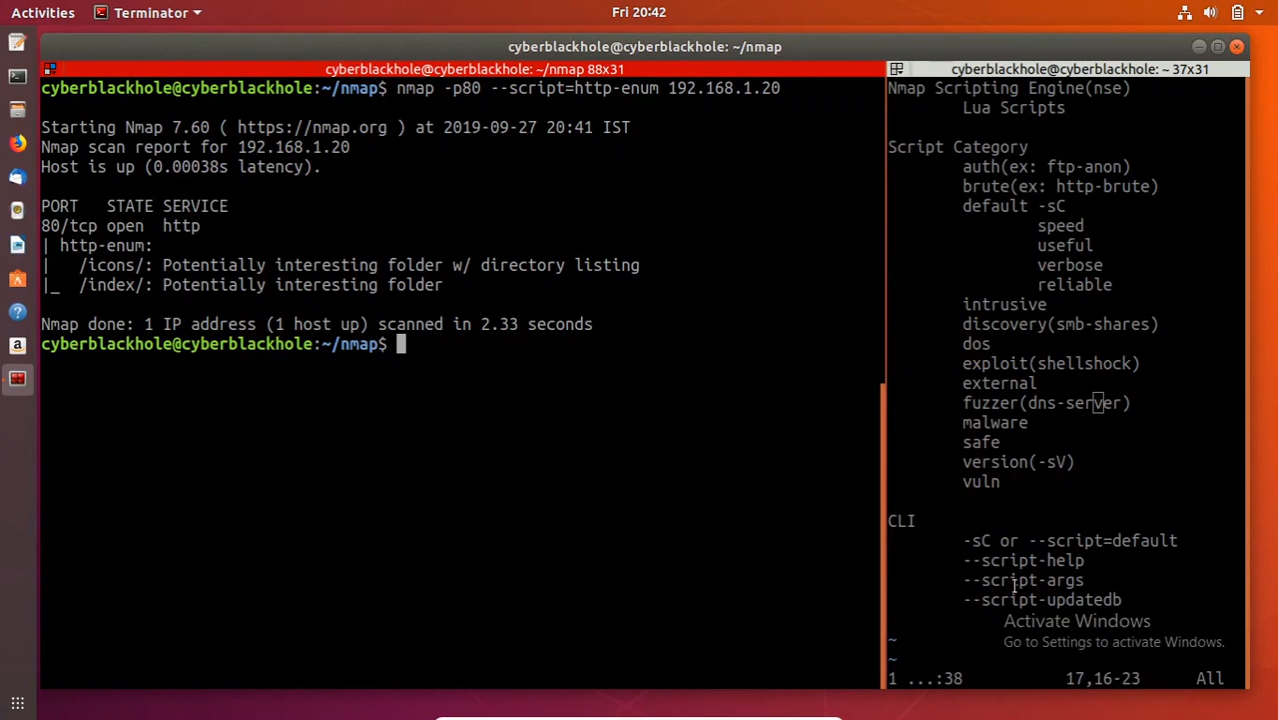 Activities Terminator Fri 20:42
cyberblackhole@cyberblackhole: ~/nmap
cyberblackhole@cyberblackhole: ~/nmap 88x31
cyberblackhole@cyberblackhole:~/nmap$ nmap -p80 --script=http-enum 192.168.1.20
Starting Nmap 7.60 ( https://nmap.org ) at 2019-09-27 20:41 IST
Nmap scan report for 192.168.1.20
Host is up (0.00038s latency).
PORT   STATE SERVICE
80/tcp open  http
| http-enum:
|   /icons/: Potentially interesting folder w/ directory listing
|_  /index/: Potentially interesting folder
Nmap done: 1 IP address (1 host up) scanned in 2.33 seconds
cyberblackhole@cyberblackhole:~/nmap$
cyberblackhole@cyberblackhole: ~ 37x31
Nmap Scripting Engine(nse)
Lua Scripts
Script Category
auth(ex: ftp-anon)
brute(ex: http-brute)
default -sC
speed
useful
verbose
reliable
intrusive
discovery(smb-shares)
dos
exploit(shellshock)
external
fuzzer(dns-server)
malware
safe
version(-sV)
vuln
CLI
-sC or --script=default
--script-help
--script-args
--script-updatedb
Activate Windows
~ Go to Settings to activate Windows.
~
1 ...:38 17,16-23 All